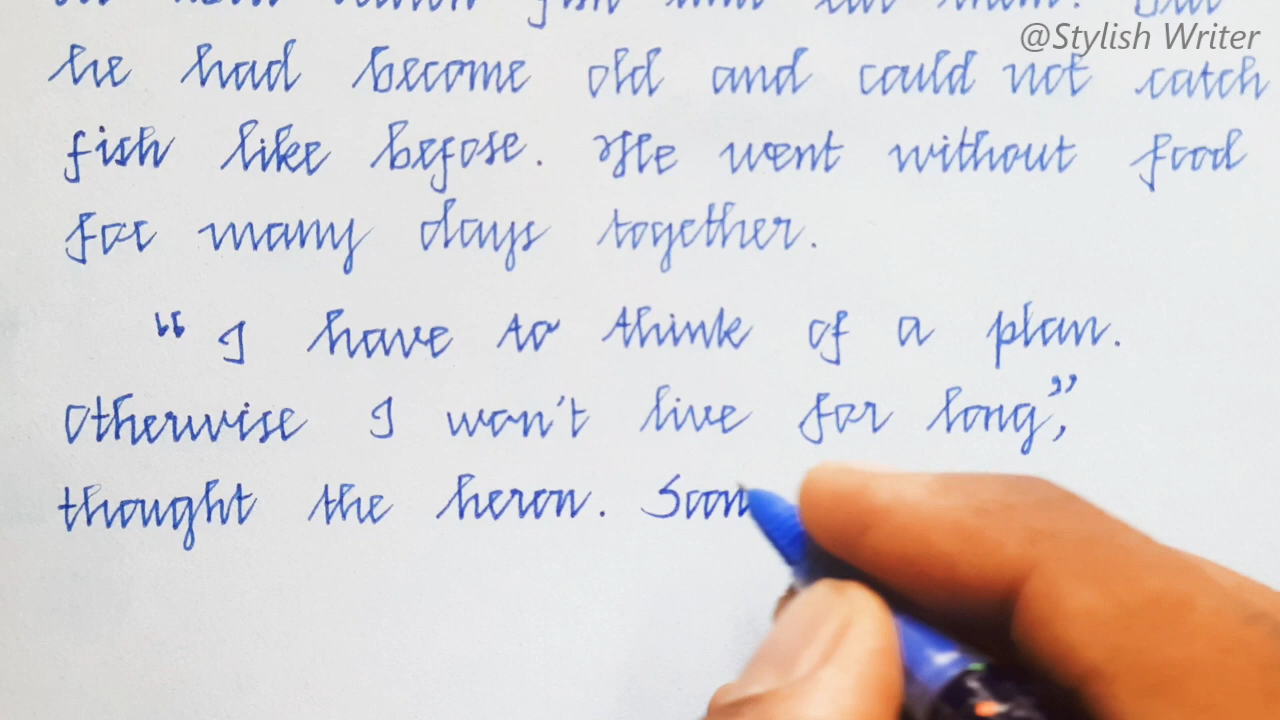 @Stylish Writer
he had become old and could not catch
fish like before. He went without food
for many days together.
“ I have to think of a plan.
Otherwise I won't live for long”,
thought the heron. Soon